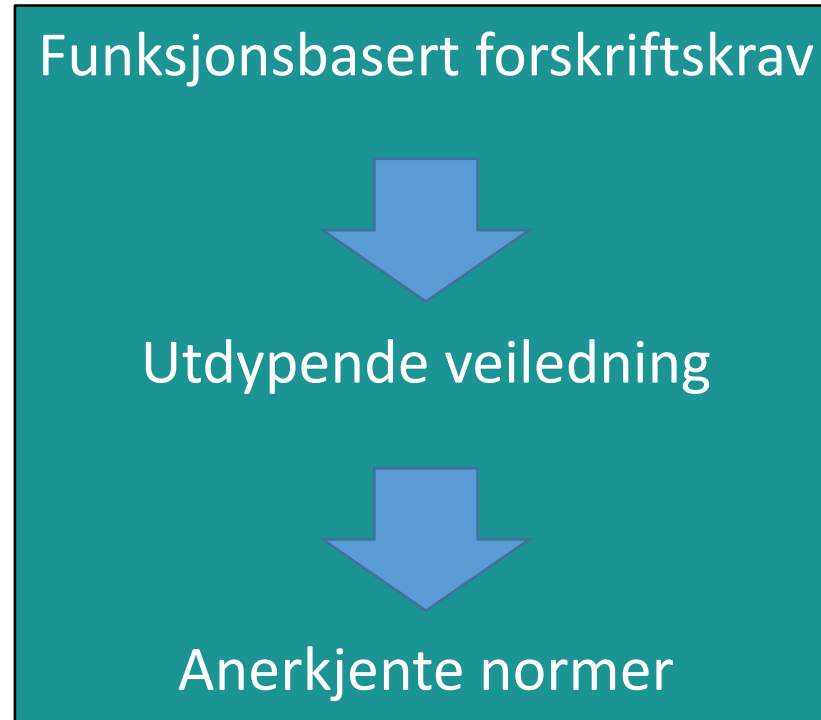 Funksjonsbasert forskriftskrav
Utdypende veiledning
Anerkjente normer